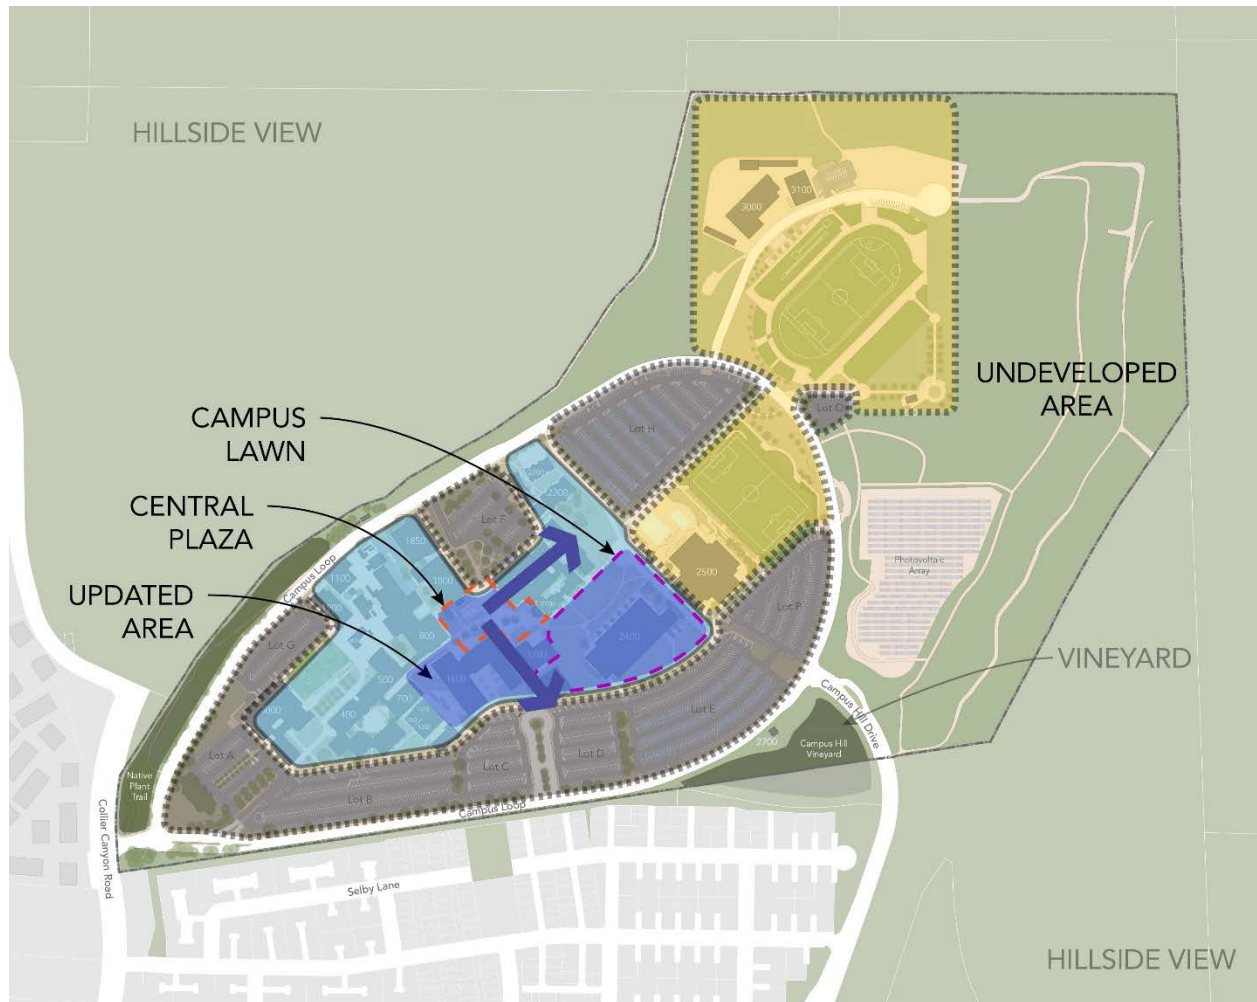 HILLSIDE VIEW
3100
3000
UNDEVELOPED
AREA
Lot O
CAMPUS
LAWN
Lot H
CENTRAL
PLAZA
2300
Lot F
1850
2500
Photovoltaic
Array
Campus Loop
1100
1800
UPDATED
AREA
Lot P
800
2400
Lot G
VINEYARD
500
1600
700
400
Lot E
Campus Hill Drive
2700
Campus Hill
Vineyard
Lot A
Lot C
Lot D
Native
Plant
Trail
Lot B
Campus Loop
Collier Canyon Road
Selby Lane
HILLSIDE VIEW